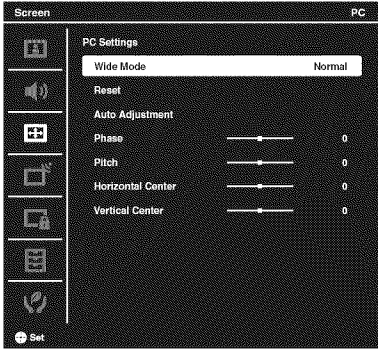 Screen PC
PC Settings
Wide Mode Normal
Reset
Auto Adjustment
Phase 0
Pitch 0
Horizontal Center 0
Vertical Center 0
Set